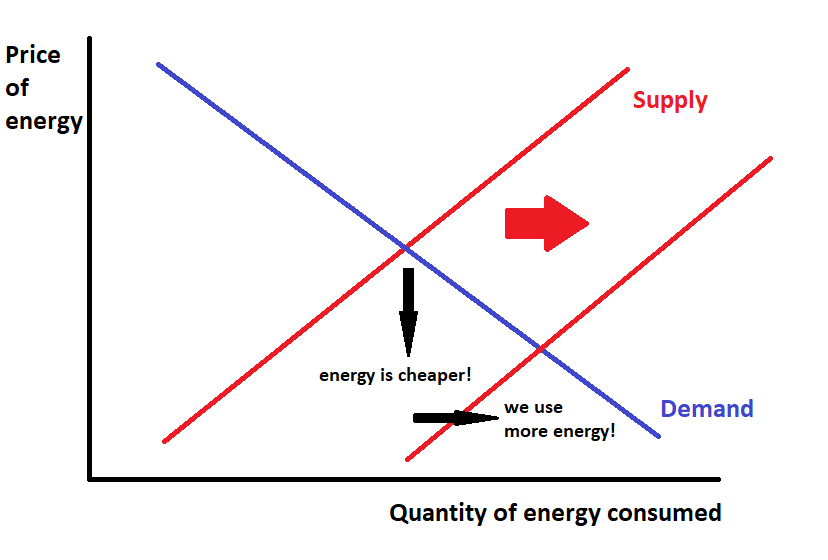 Price
of
energy
Supply
energy is cheaper!
we use
more energy!
Demand
Quantity of energy consumed